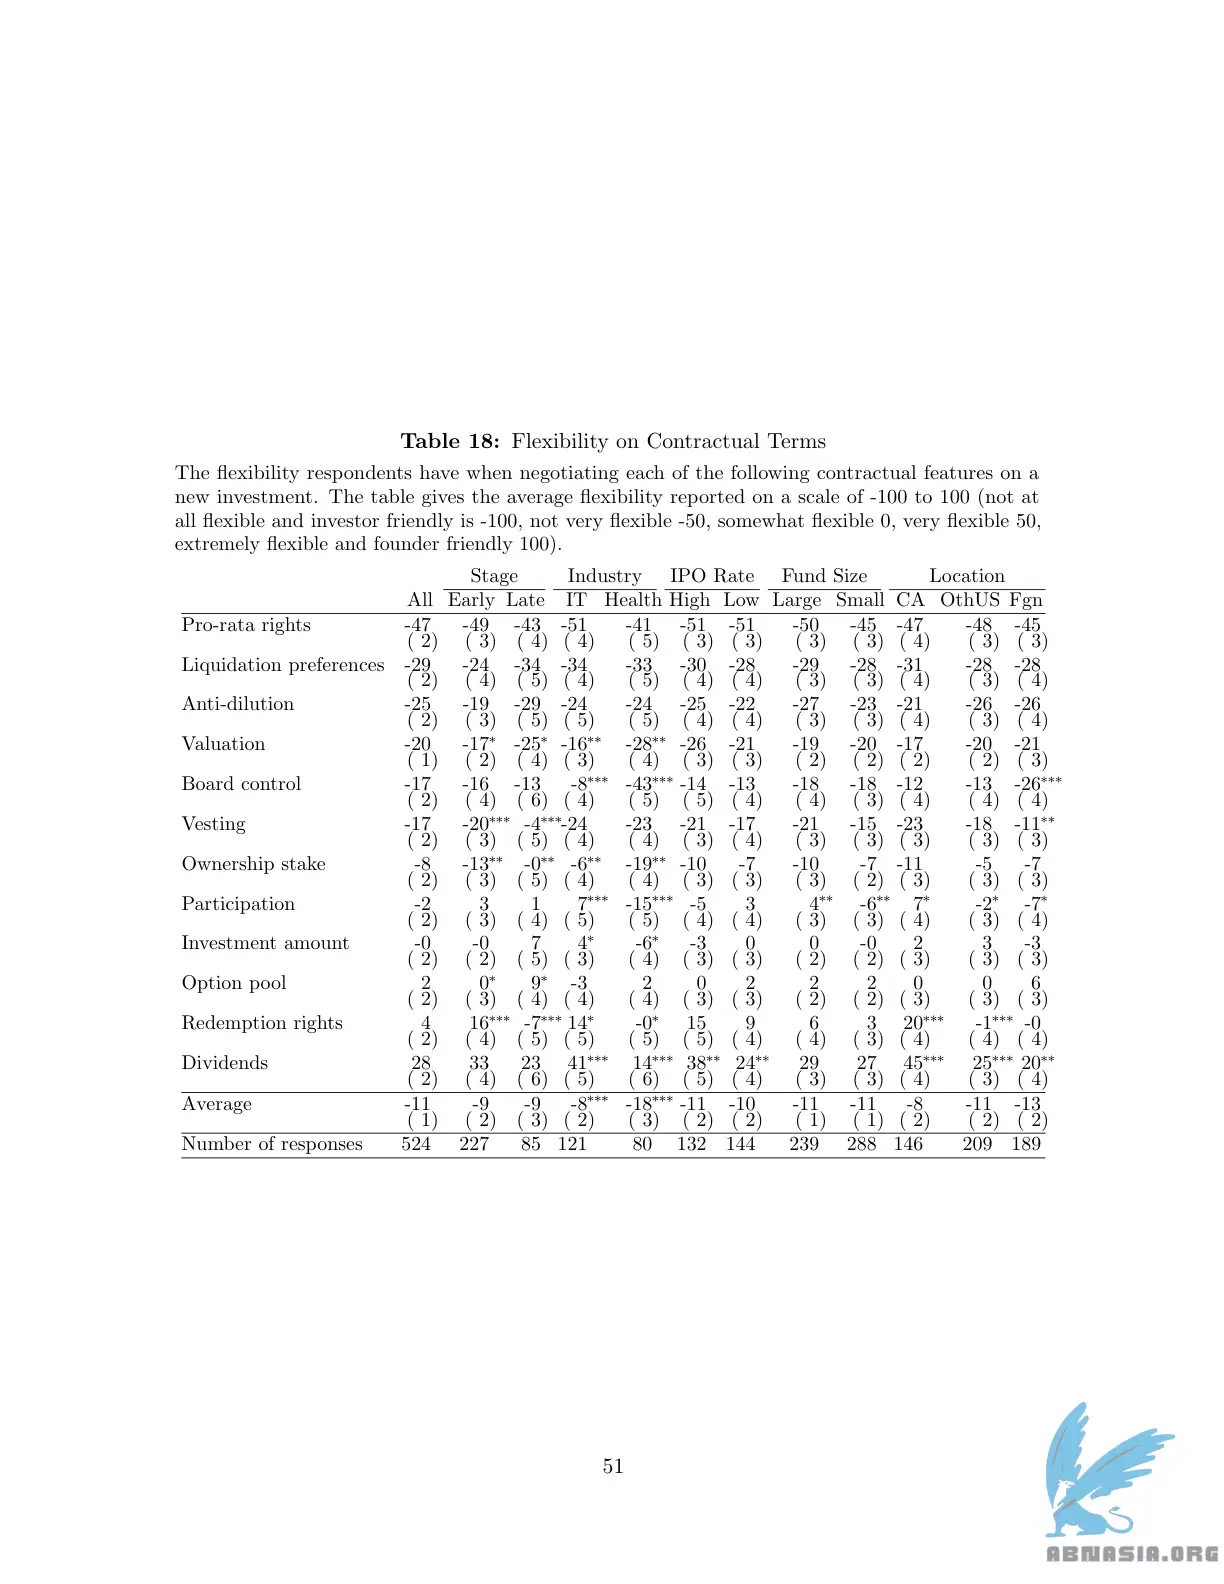 Table 18: Flexibility on Contractual Terms
The flexibility respondents have when negotiating each of the following contractual features on a
new investment. The table gives the average flexibility reported on a scale of -100 to 100 (not at
all flexible and investor friendly is -100, not very flexible -50, somewhat flexible 0, very flexible 50,
extremely flexible and founder friendly 100).
Stage Industry IPO Rate Fund Size Location
All Early Late IT Health High Low Large Small CA OthUS Fgn
Pro-rata rights -47 -49 -43 -51 -41 -51 -51 -50 -45 -47 -48 -45
( 2) ( 3) ( 4) ( 4) ( 5) ( 3) ( 3) ( 3) ( 3) ( 4) ( 3) ( 3)
Liquidation preferences -29 -24 -34 -34 -33 -30 -28 -29 -28 -31 -28 -28
( 2) ( 4) ( 5) ( 4) ( 5) ( 4) ( 4) ( 3) ( 3) ( 4) ( 3) ( 4)
Anti-dilution -25 -19 -29 -24 -24 -25 -22 -27 -23 -21 -26 -26
( 2) ( 3) ( 5) ( 5) ( 5) ( 4) ( 4) ( 3) ( 3) ( 4) ( 3) ( 4)
Valuation -20 -17* -25* -16** -28** -26 -21 -19 -20 -17 -20 -21
( 1) ( 2) ( 4) ( 3) ( 4) ( 3) ( 3) ( 2) ( 2) ( 2) ( 2) ( 3)
Board control -17 -16 -13 -8*** -43*** -14 -13 -18 -18 -12 -13 -26***
( 2) ( 4) ( 6) ( 4) ( 5) ( 5) ( 4) ( 4) ( 3) ( 4) ( 4) ( 4)
Vesting -17 -20*** -4*** -24 -23 -21 -17 -21 -15 -23 -18 -11**
( 2) ( 3) ( 5) ( 4) ( 4) ( 3) ( 4) ( 3) ( 3) ( 3) ( 3) ( 3)
Ownership stake -8 -13** -0** -6** -19** -10 -7 -10 -7 -11 -5 -7
( 2) ( 3) ( 5) ( 4) ( 4) ( 3) ( 3) ( 3) ( 2) ( 3) ( 3) ( 3)
Participation -2 3 1 7*** -15*** -5 3 4** -6** 7* -2* -7*
( 2) ( 3) ( 4) ( 5) ( 5) ( 4) ( 4) ( 3) ( 3) ( 4) ( 3) ( 4)
Investment amount -0 -0 7 4* -6* -3 0 0 -0 2 3 -3
( 2) ( 2) ( 5) ( 3) ( 4) ( 3) ( 3) ( 2) ( 2) ( 3) ( 3) ( 3)
Option pool 2 0* 9* -3 2 0 2 2 2 0 0 6
( 2) ( 3) ( 4) ( 4) ( 4) ( 3) ( 3) ( 2) ( 2) ( 3) ( 3) ( 3)
Redemption rights 4 16*** -7*** 14* -0* 15 9 6 3 20*** -1*** -0
( 2) ( 4) ( 5) ( 5) ( 5) ( 5) ( 4) ( 4) ( 3) ( 4) ( 4) ( 4)
Dividends 28 33 23 41*** 14*** 38** 24** 29 27 45*** 25*** 20**
( 2) ( 4) ( 6) ( 5) ( 6) ( 5) ( 4) ( 3) ( 3) ( 4) ( 3) ( 4)
Average -11 -9 -9 -8*** -18*** -11 -10 -11 -11 -8 -11 -13
( 1) ( 2) ( 3) ( 2) ( 3) ( 2) ( 2) ( 1) ( 1) ( 2) ( 2) ( 2)
Number of responses 524 227 85 121 80 132 144 239 288 146 209 189
51
ABNASIA.ORG